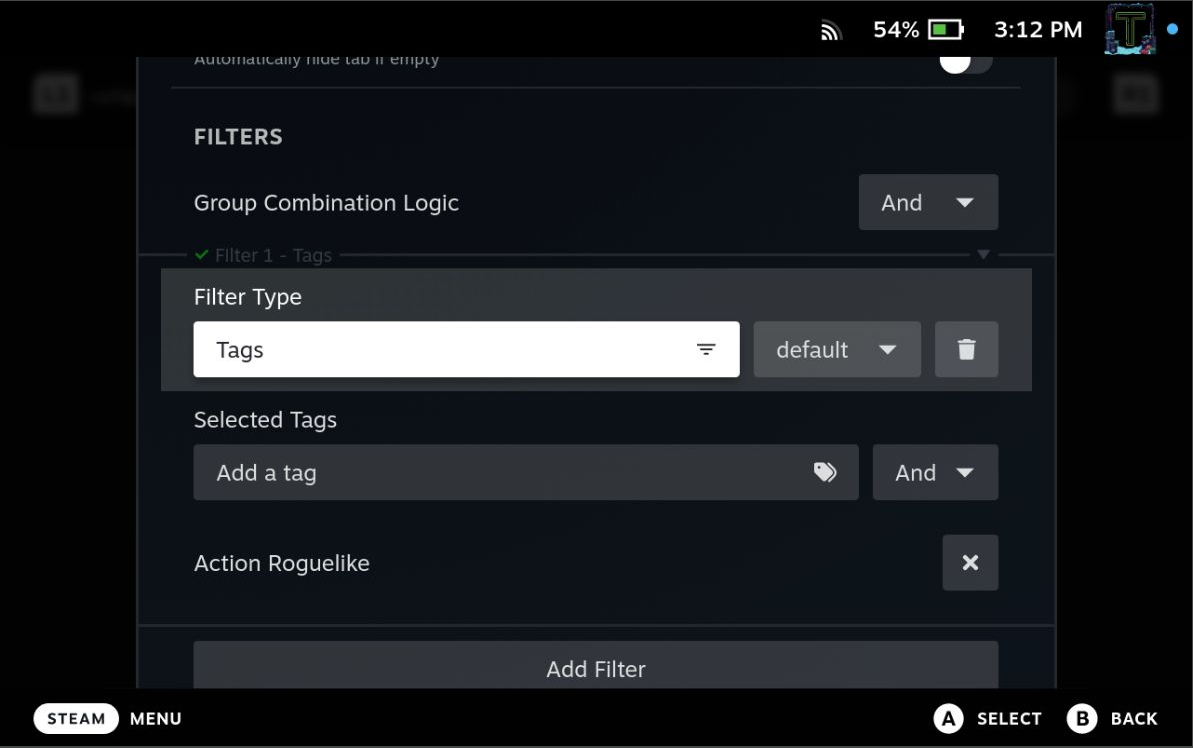 54% 3:12 PM T
Automatically hide tab if empty
FILTERS
Group Combination Logic And
Filter 1 - Tags
Filter Type
Tags default
Selected Tags
Add a tag And
Action Roguelike
Add Filter
STEAM MENU A SELECT B BACK